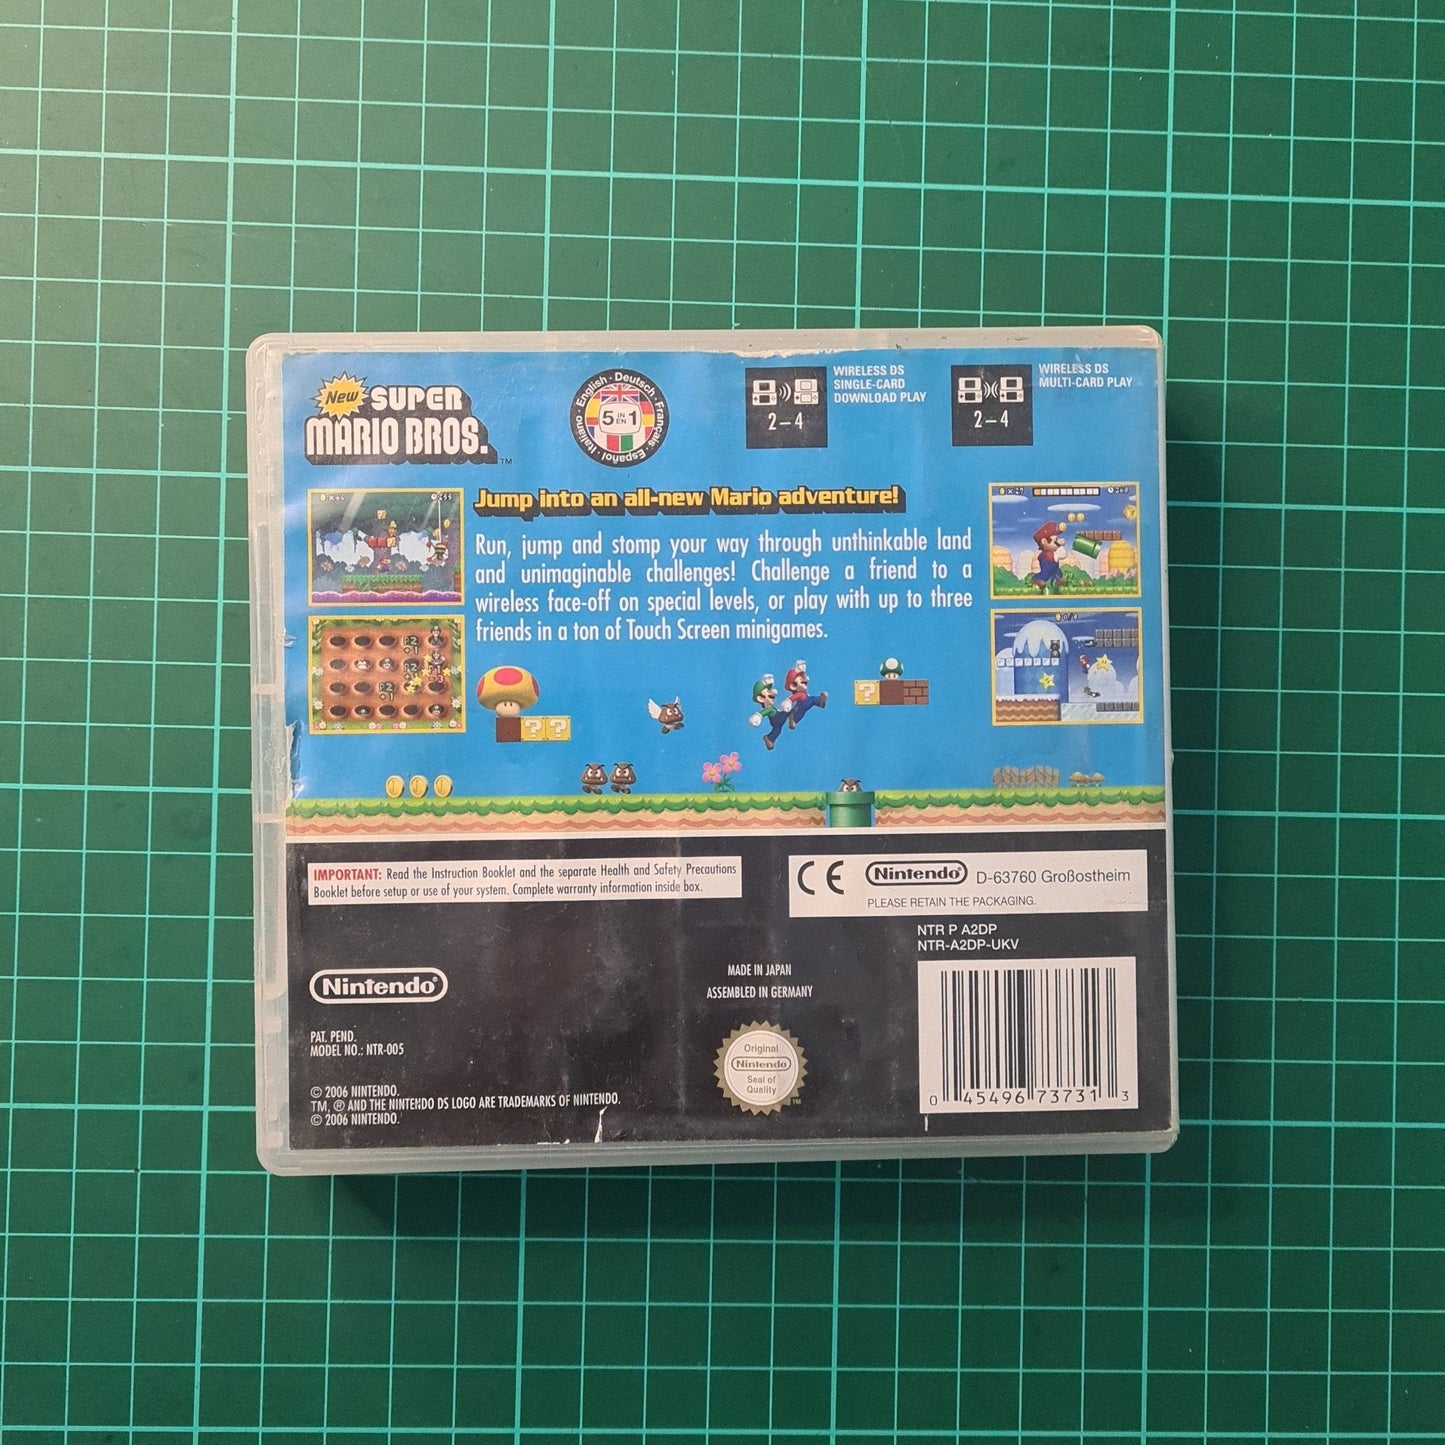 New SUPER
MARIO BROS.™
English · Deutsch · Français · Español · Italiano
5 IN EN 1
2–4
WIRELESS DS
SINGLE-CARD
DOWNLOAD PLAY
2–4
WIRELESS DS
MULTI-CARD PLAY
Jump into an all-new Mario adventure!
Run, jump and stomp your way through unthinkable land
and unimaginable challenges! Challenge a friend to a
wireless face-off on special levels, or play with up to three
friends in a ton of Touch Screen minigames.
IMPORTANT: Read the Instruction Booklet and the separate Health and Safety Precautions
Booklet before setup or use of your system. Complete warranty information inside box.
CE Nintendo® D-63760 Großostheim
PLEASE RETAIN THE PACKAGING.
NTR P A2DP
NTR-A2DP-UKV
Nintendo®
MADE IN JAPAN
ASSEMBLED IN GERMANY
PAT. PEND.
MODEL NO.: NTR-005
Original
Nintendo
Seal of
Quality
™
© 2006 NINTENDO.
TM, ® AND THE NINTENDO DS LOGO ARE TRADEMARKS OF NINTENDO.
© 2006 NINTENDO.
0 45496 73731 3